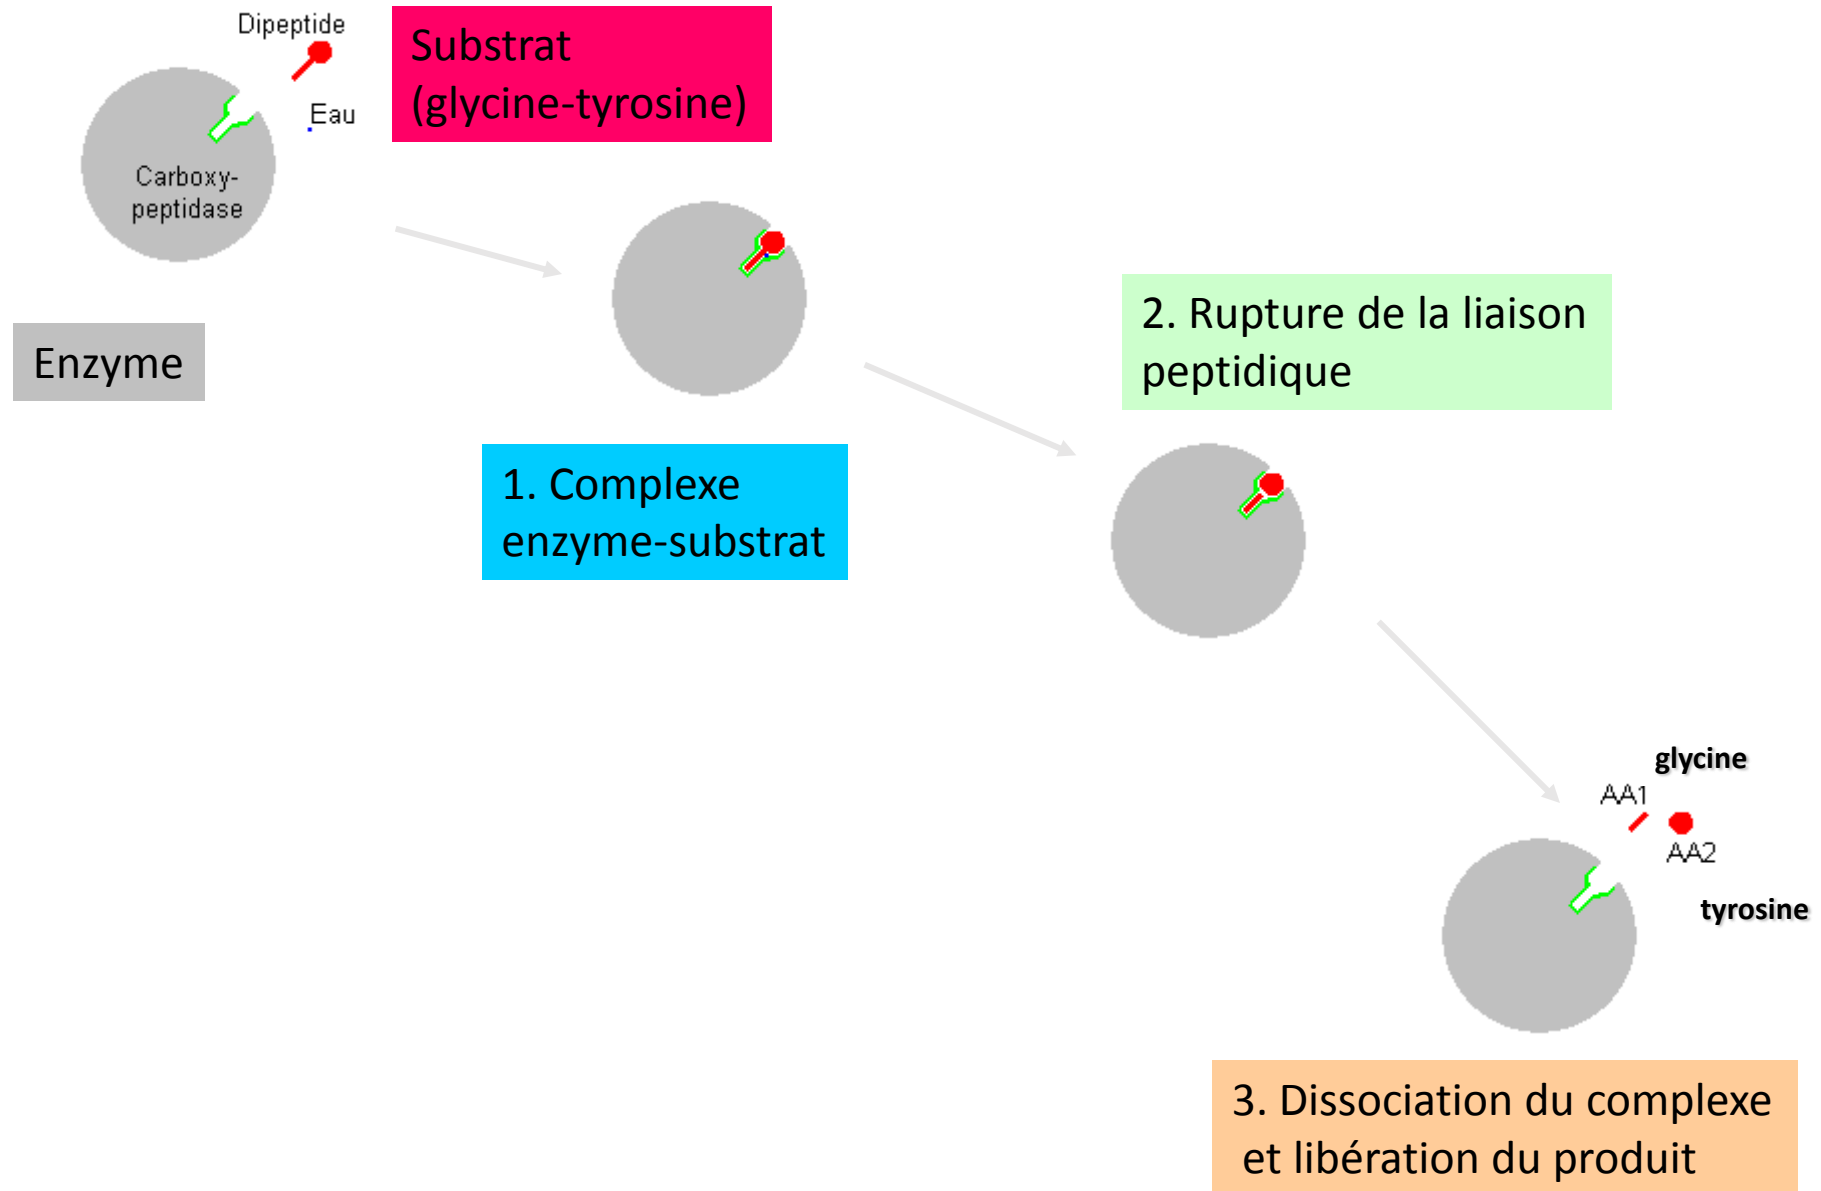 Dipeptide
Substrat
(glycine-tyrosine)
Eau
Carboxy-
peptidase
Enzyme
1. Complexe
enzyme-substrat
2. Rupture de la liaison
peptidique
glycine
AA1
AA2
tyrosine
3. Dissociation du complexe
et libération du produit